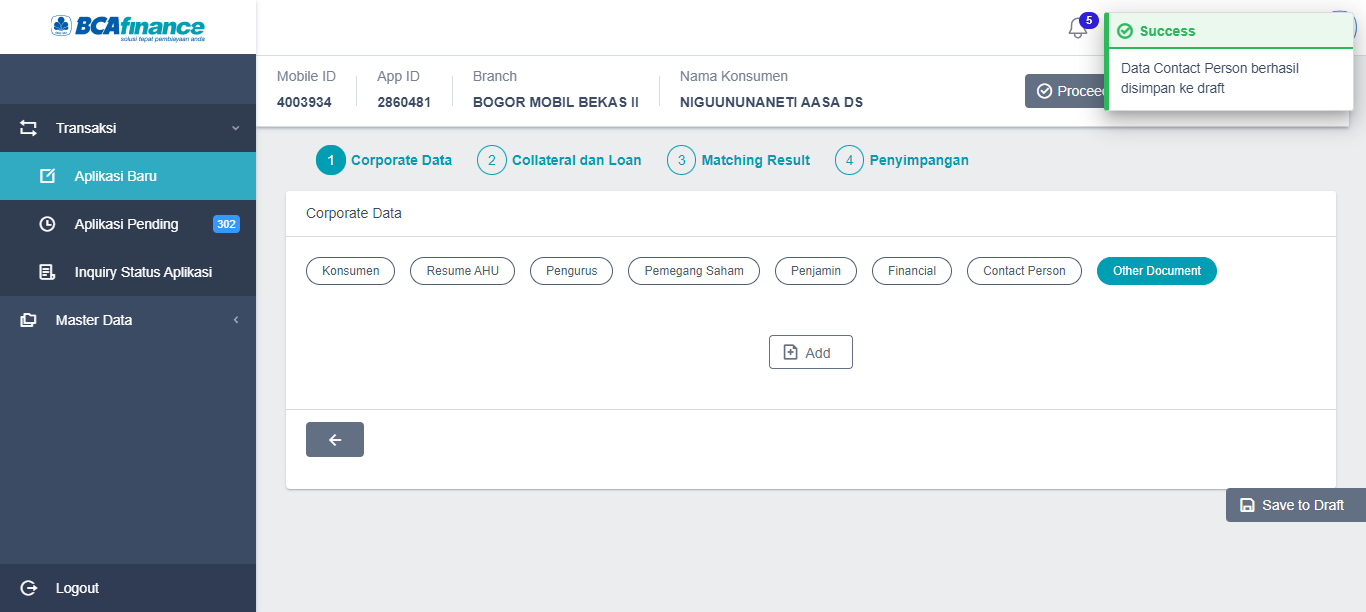 BCAfinance
solusi tepat pembiayaan anda
5
Success
Data Contact Person berhasil
disimpan ke draft
Mobile ID
4003934
App ID
2860481
Branch
BOGOR MOBIL BEKAS II
Nama Konsumen
NIGUUNUNANETI AASA DS
Transaksi
Aplikasi Baru
Aplikasi Pending
302
Inquiry Status Aplikasi
Master Data
Logout
1 Corporate Data
2 Collateral dan Loan
3 Matching Result
4 Penyimpangan
Corporate Data
Konsumen
Resume AHU
Pengurus
Pemegang Saham
Penjamin
Financial
Contact Person
Other Document
Add
Save to Draft